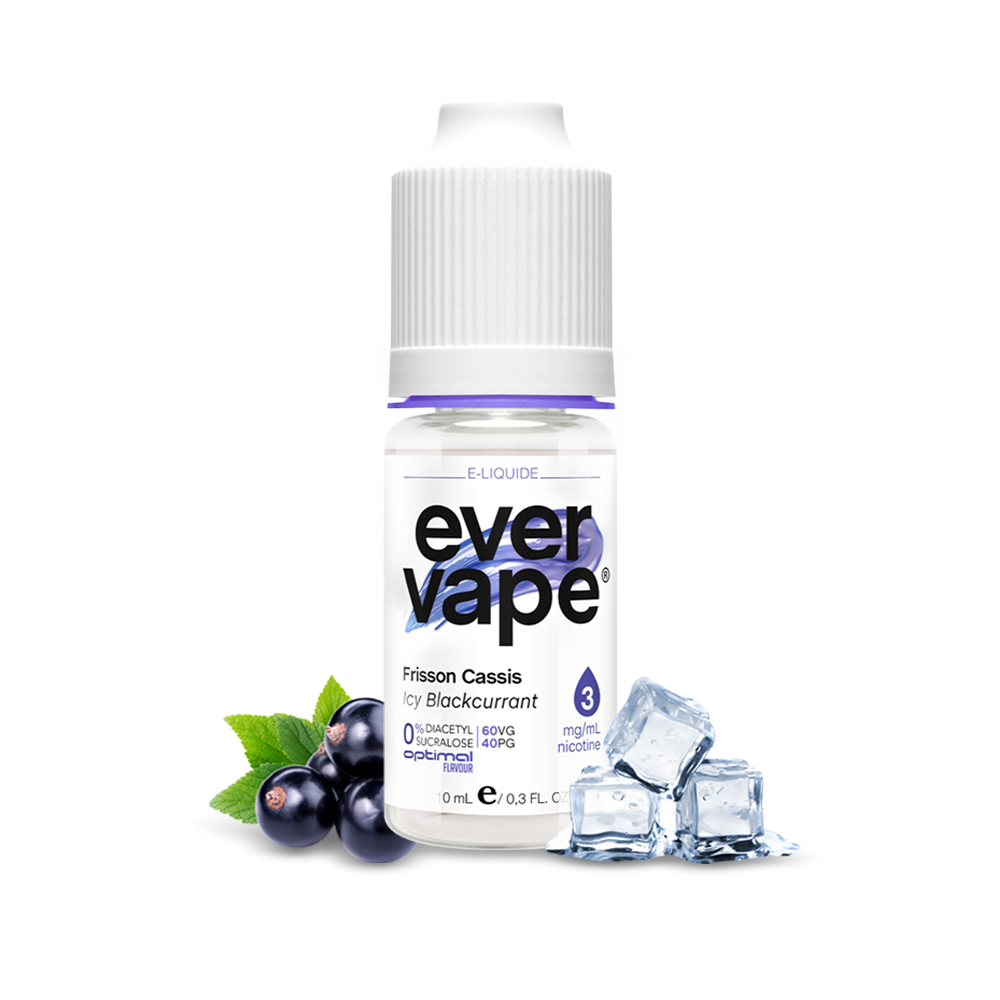 E-LIQUIDE
ever
vape®
Frisson Cassis
Icy Blackcurrant
0% DIACETYL SUCRALOSE | 60VG 40PG
optimal
FLAVOUR
3
mg/mL
nicotine
10 mL e/ 0,3 FL. OZ